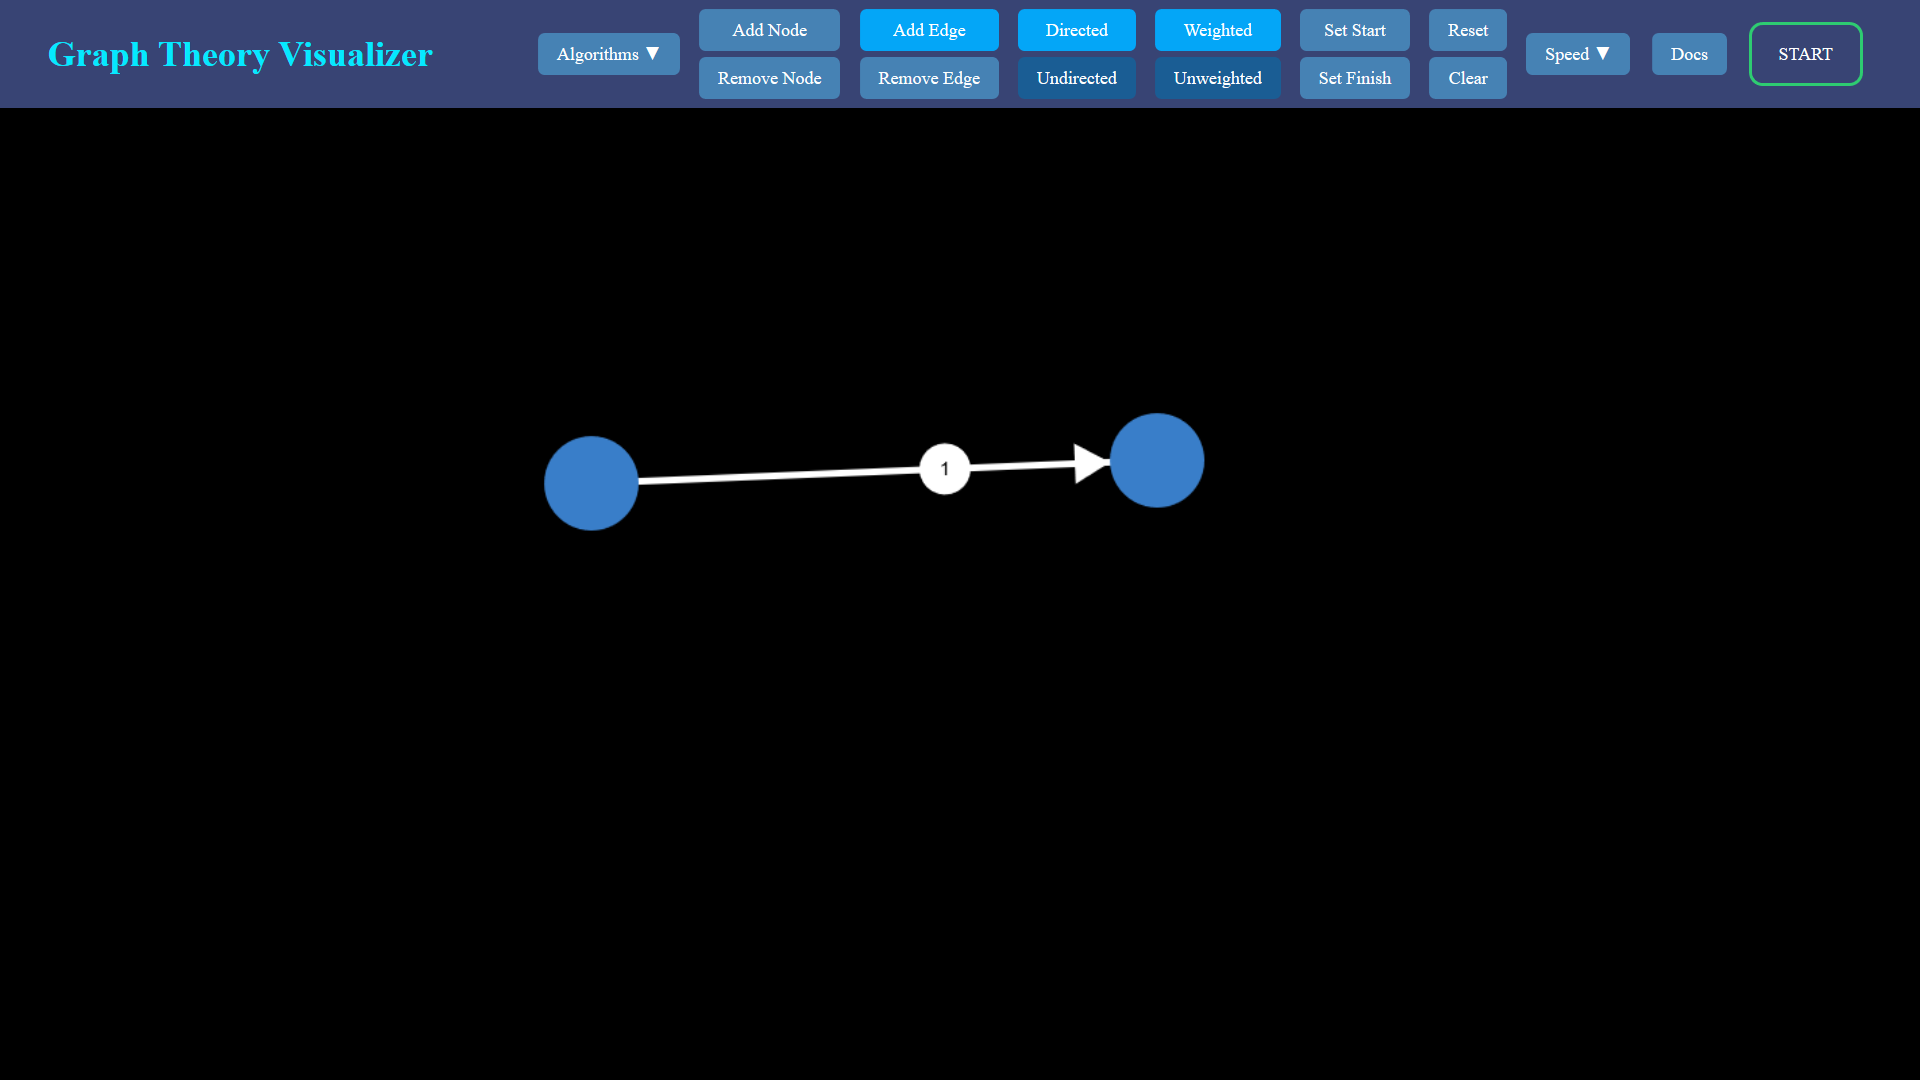 Graph Theory Visualizer
Algorithms ▼
Add Node
Remove Node
Add Edge
Remove Edge
Directed
Undirected
Weighted
Unweighted
Set Start
Set Finish
Reset
Clear
Speed ▼
Docs
START
1